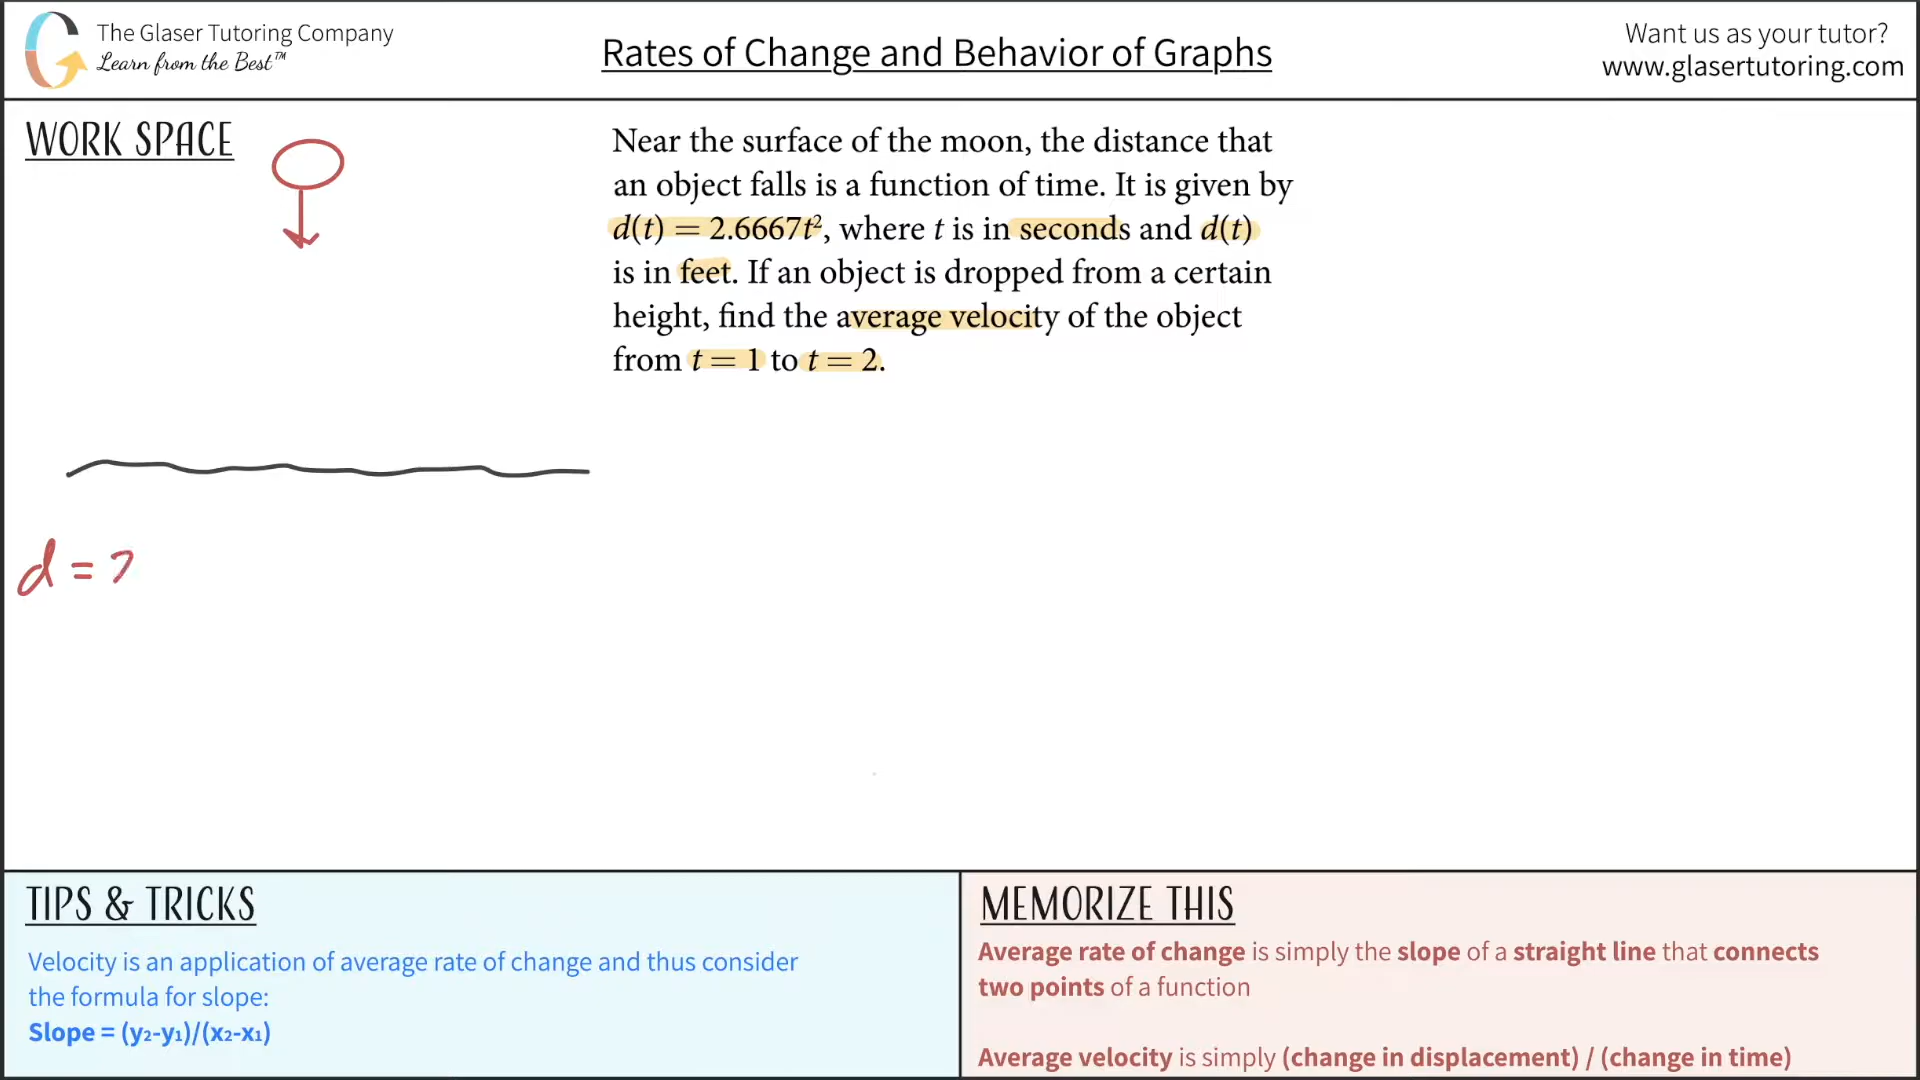 The Glaser Tutoring Company
Learn from the Best™
Rates of Change and Behavior of Graphs
Want us as your tutor?
www.glasertutoring.com
WORK SPACE
Near the surface of the moon, the distance that
an object falls is a function of time. It is given by
d(t) = 2.6667t², where t is in seconds and d(t)
is in feet. If an object is dropped from a certain
height, find the average velocity of the object
from t = 1 to t = 2.
d = ?
TIPS & TRICKS
Velocity is an application of average rate of change and thus consider
the formula for slope:
Slope = (y₂-y₁)/(x₂-x₁)
MEMORIZE THIS
Average rate of change is simply the slope of a straight line that connects
two points of a function
Average velocity is simply (change in displacement) / (change in time)